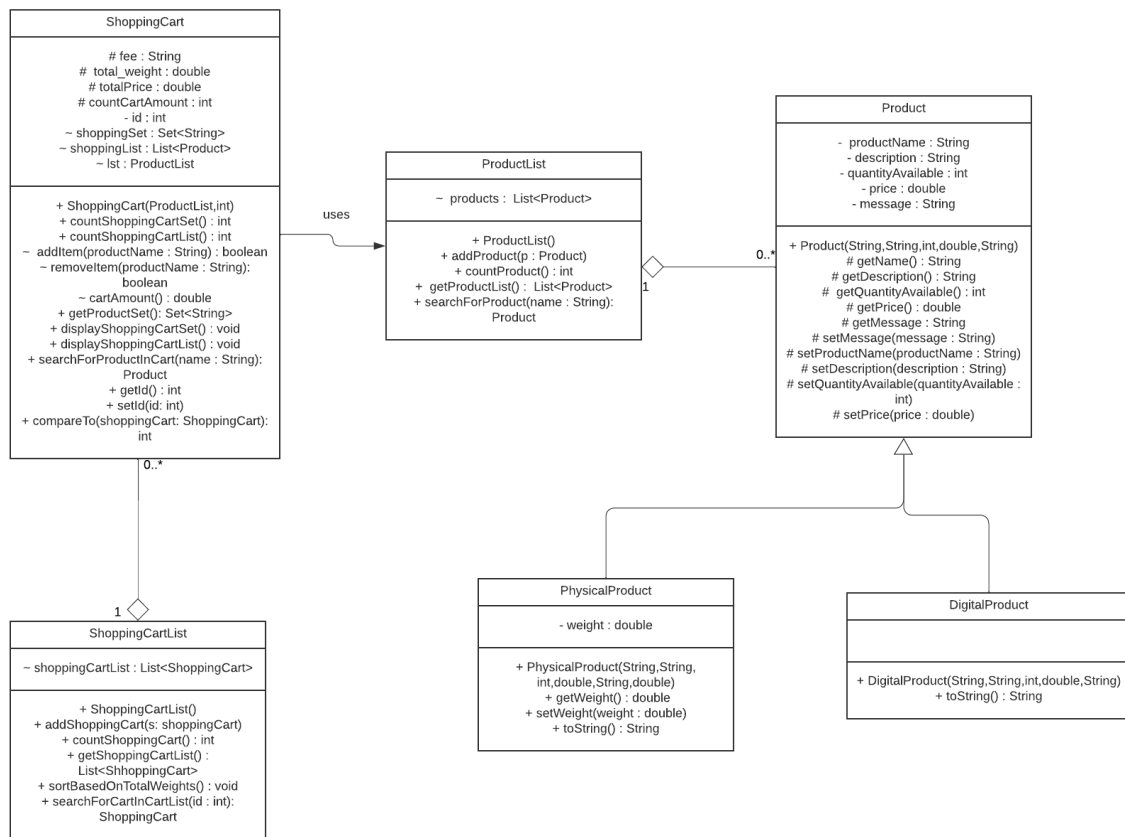 ShoppingCart
# fee : String
# total_weight : double
# totalPrice : double
# countCartAmount : int
- id : int
~ shoppingSet : Set<String>
~ shoppingList : List<Product>
~ lst : ProductList
+ ShoppingCart(ProductList,int)
+ countShoppingCartSet() : int
+ countShoppingCartList() : int
~ addItem(productName : String) : boolean
~ removeItem(productName : String):
boolean
~ cartAmount() : double
+ getProductSet(): Set<String>
+ displayShoppingCartSet() : void
+ displayShoppingCartList() : void
+ searchForProductInCart(name : String):
Product
+ getId() : int
+ setId(id: int)
+ compareTo(shoppingCart: ShoppingCart):
int
0..*
uses
ProductList
~ products : List<Product>
+ ProductList()
+ addProduct(p : Product)
+ countProduct() : int
+ getProductList() : List<Product>
+ searchForProduct(name : String):
Product
1
0..*
Product
- productName : String
- description : String
- quantityAvailable : int
- price : double
- message : String
+ Product(String,String,int,double,String)
# getName() : String
# getDescription() : String
# getQuantityAvailable() : int
# getPrice() : double
# getMessage : String
# setMessage(message : String)
# setProductName(productName : String)
# setDescription(description : String)
# setQuantityAvailable(quantityAvailable :
int)
# setPrice(price : double)
1
ShoppingCartList
~ shoppingCartList : List<ShoppingCart>
+ ShoppingCartList()
+ addShoppingCart(s: shoppingCart)
+ countShoppingCart() : int
+ getShoppingCartList() :
List<ShhoppingCart>
+ sortBasedOnTotalWeights() : void
+ searchForCartInCartList(id : int):
ShoppingCart
PhysicalProduct
- weight : double
+ PhysicalProduct(String,String,
int,double,String,double)
+ getWeight() : double
+ setWeight(weight : double)
+ toString() : String
DigitalProduct
+ DigitalProduct(String,String,int,double,String)
+ toString() : String